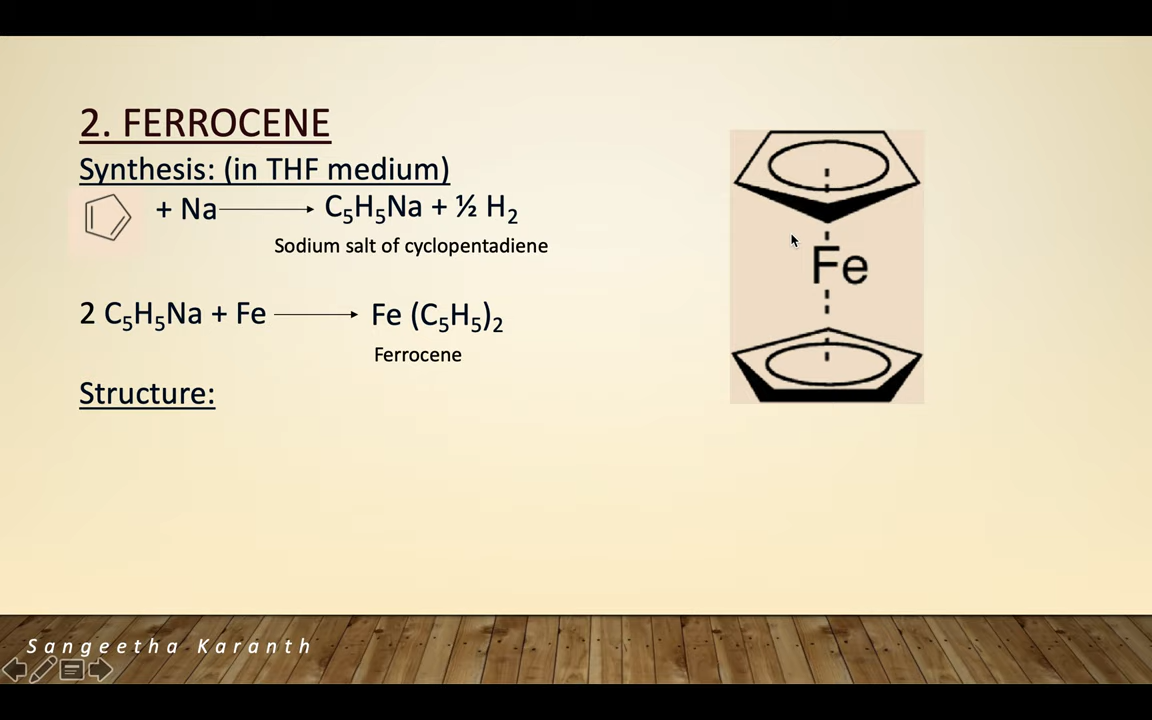 2. FERROCENE
Synthesis: (in THF medium)
+ Na C₅H₅Na + ½ H₂
Sodium salt of cyclopentadiene
2 C₅H₅Na + Fe Fe (C₅H₅)₂
Ferrocene
Structure:
Fe
Sangeetha Karanth